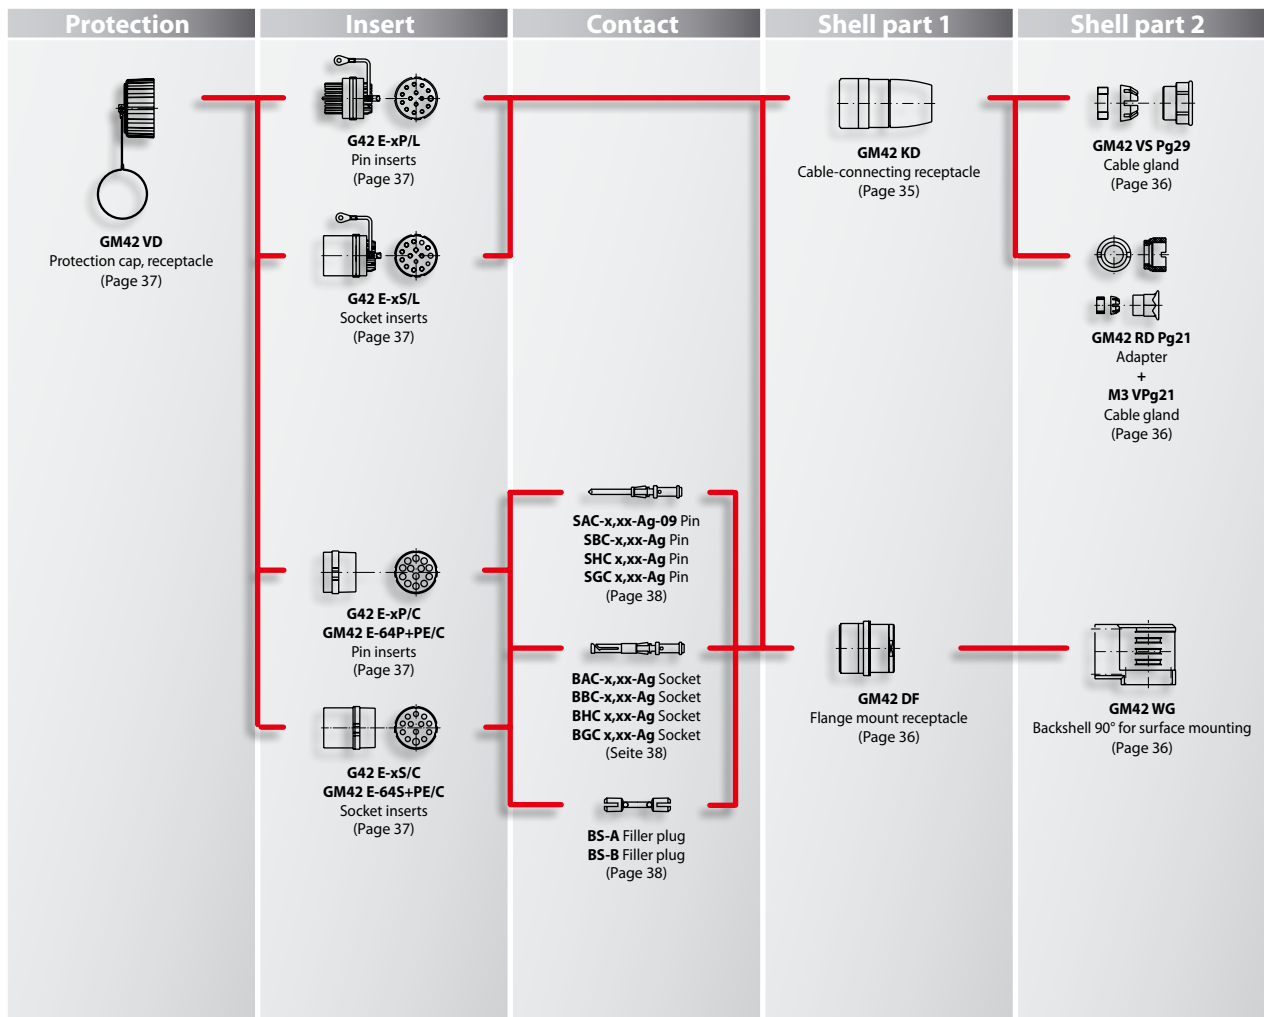 Protection
Insert
Contact
Shell part 1
Shell part 2
GM42 VD
Protection cap, receptacle
(Page 37)
G42 E-xP/L
Pin inserts
(Page 37)
G42 E-xS/L
Socket inserts
(Page 37)
G42 E-xP/C
GM42 E-64P+PE/C
Pin inserts
(Page 37)
G42 E-xS/C
GM42 E-64S+PE/C
Socket inserts
(Page 37)
SAC-x,xx-Ag-09 Pin
SBC-x,xx-Ag Pin
SHC x,xx-Ag Pin
SGC x,xx-Ag Pin
(Page 38)
BAC-x,xx-Ag Socket
BBC-x,xx-Ag Socket
BHC x,xx-Ag Socket
BGC x,xx-Ag Socket
(Seite 38)
BS-A Filler plug
BS-B Filler plug
(Page 38)
GM42 KD
Cable-connecting receptacle
(Page 35)
GM42 DF
Flange mount receptacle
(Page 36)
GM42 VS Pg29
Cable gland
(Page 36)
GM42 RD Pg21
Adapter
+
M3 VPg21
Cable gland
(Page 36)
GM42 WG
Backshell 90° for surface mounting
(Page 36)